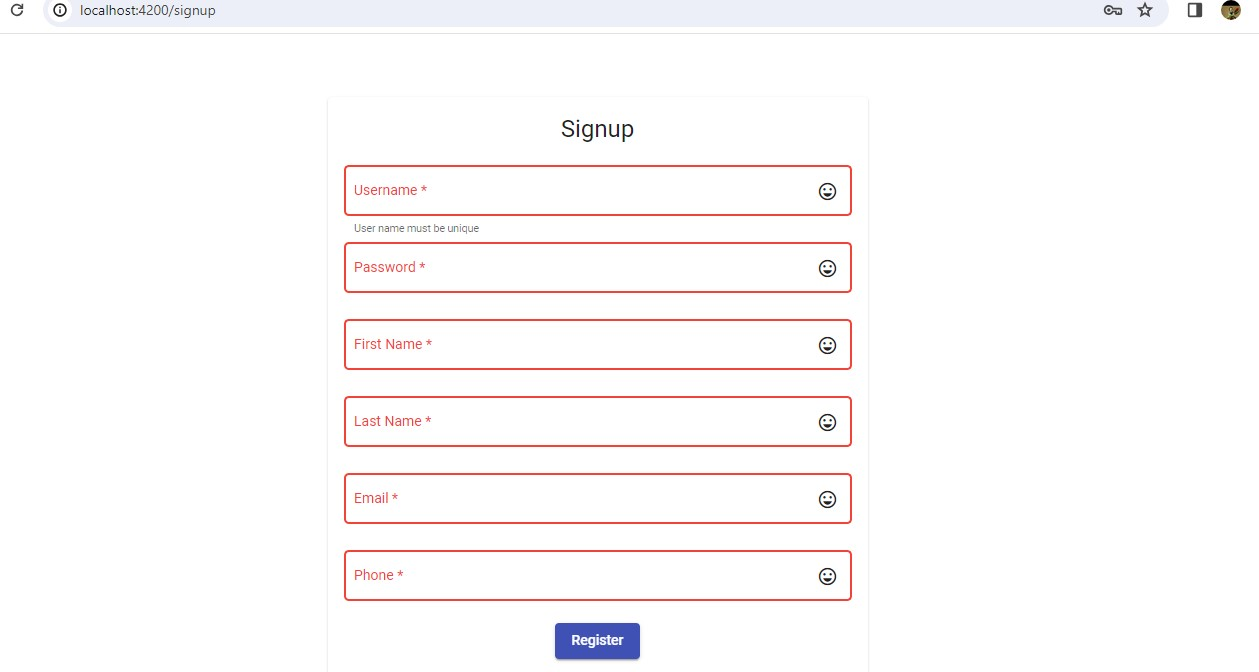 localhost:4200/signup
Signup
Username *
User name must be unique
Password *
First Name *
Last Name *
Email *
Phone *
Register